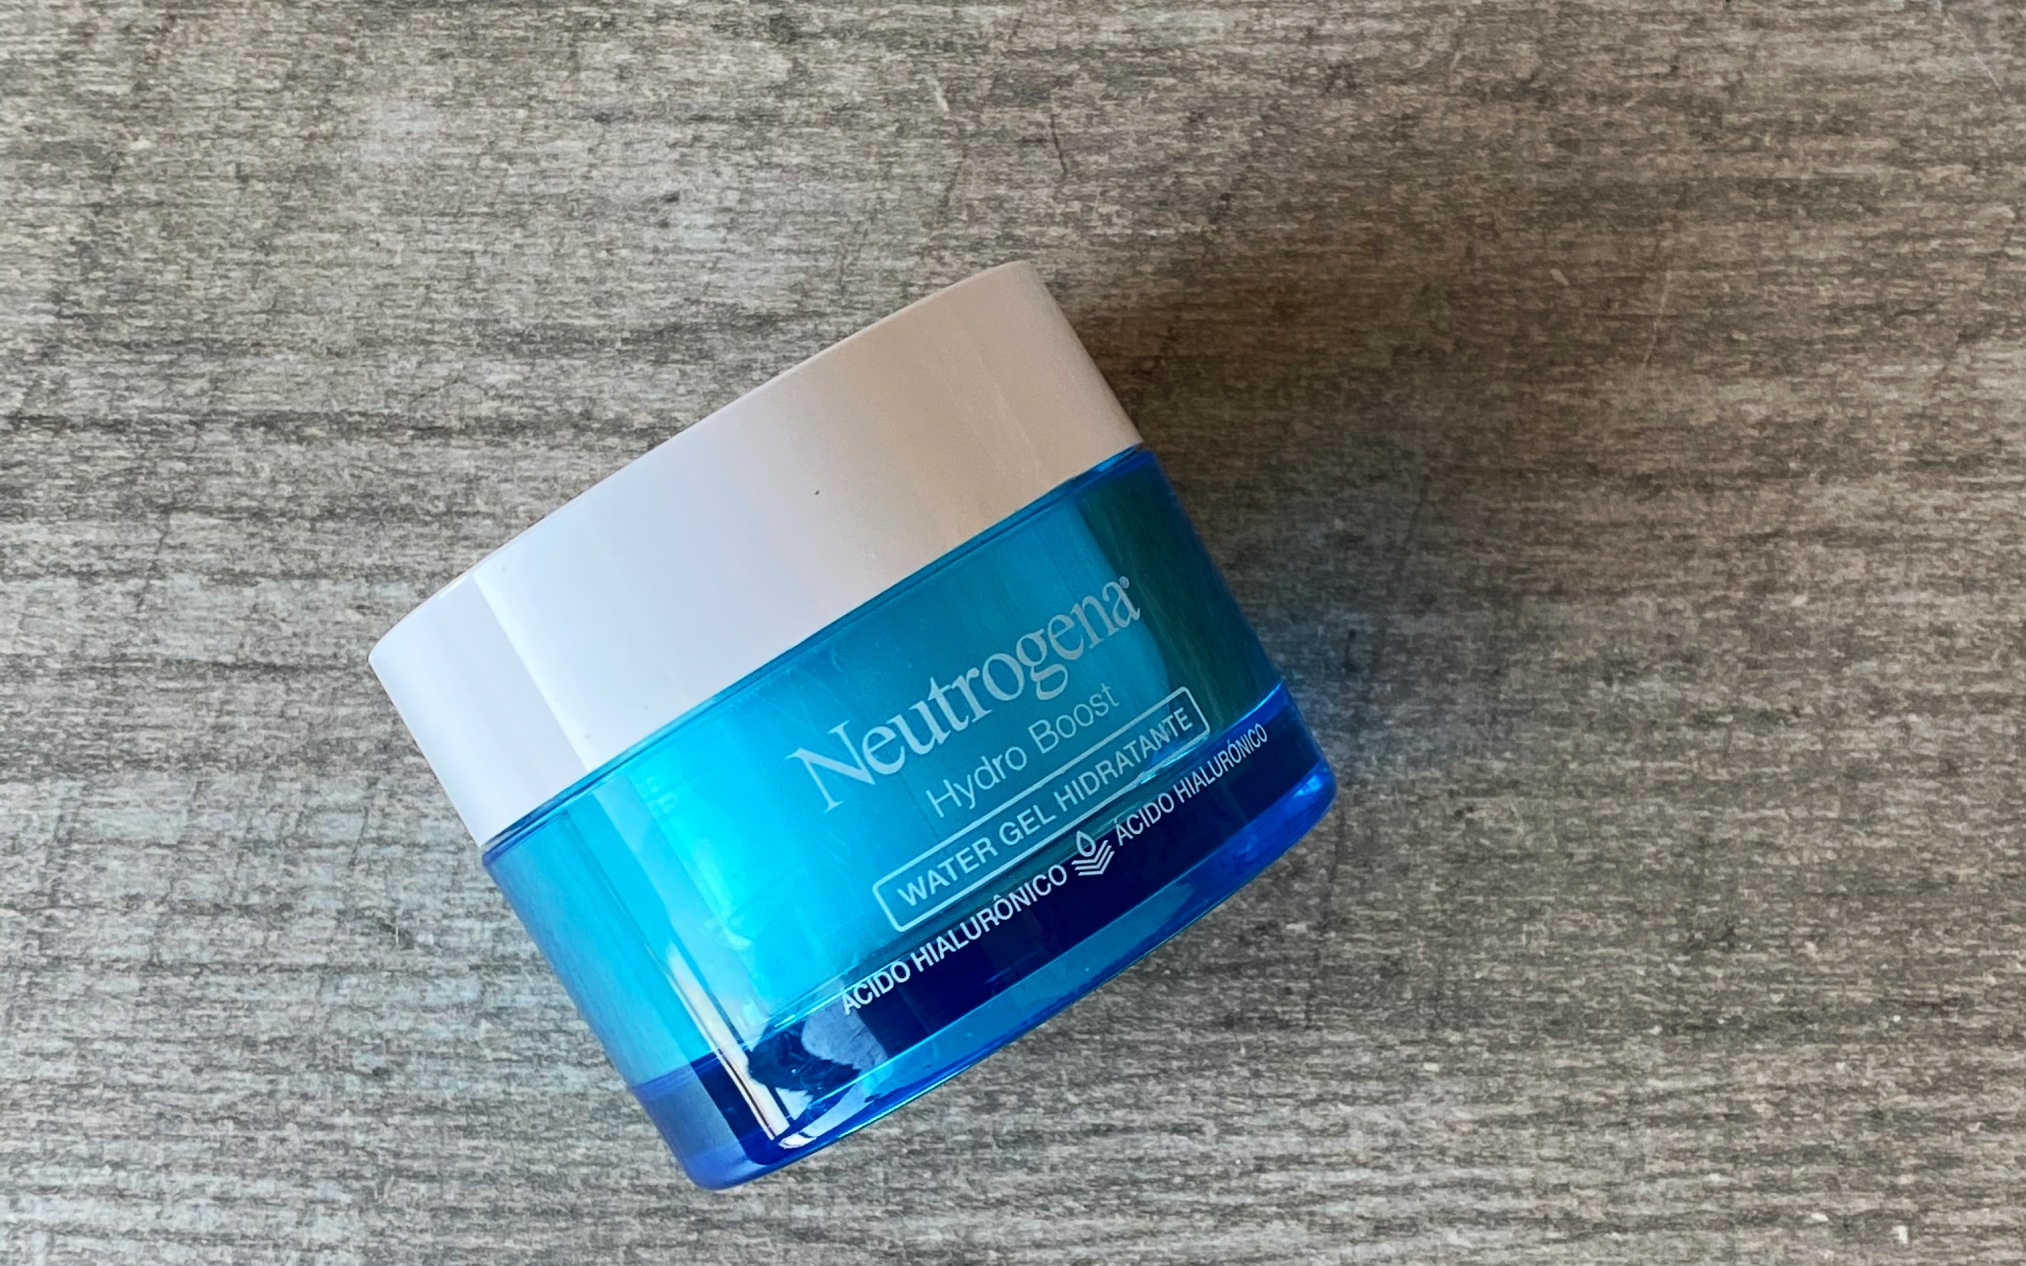 Neutrogena®
Hydro Boost
WATER GEL HIDRATANTE
ÁCIDO HIALURÔNICO ÁCIDO HIALURÔNICO